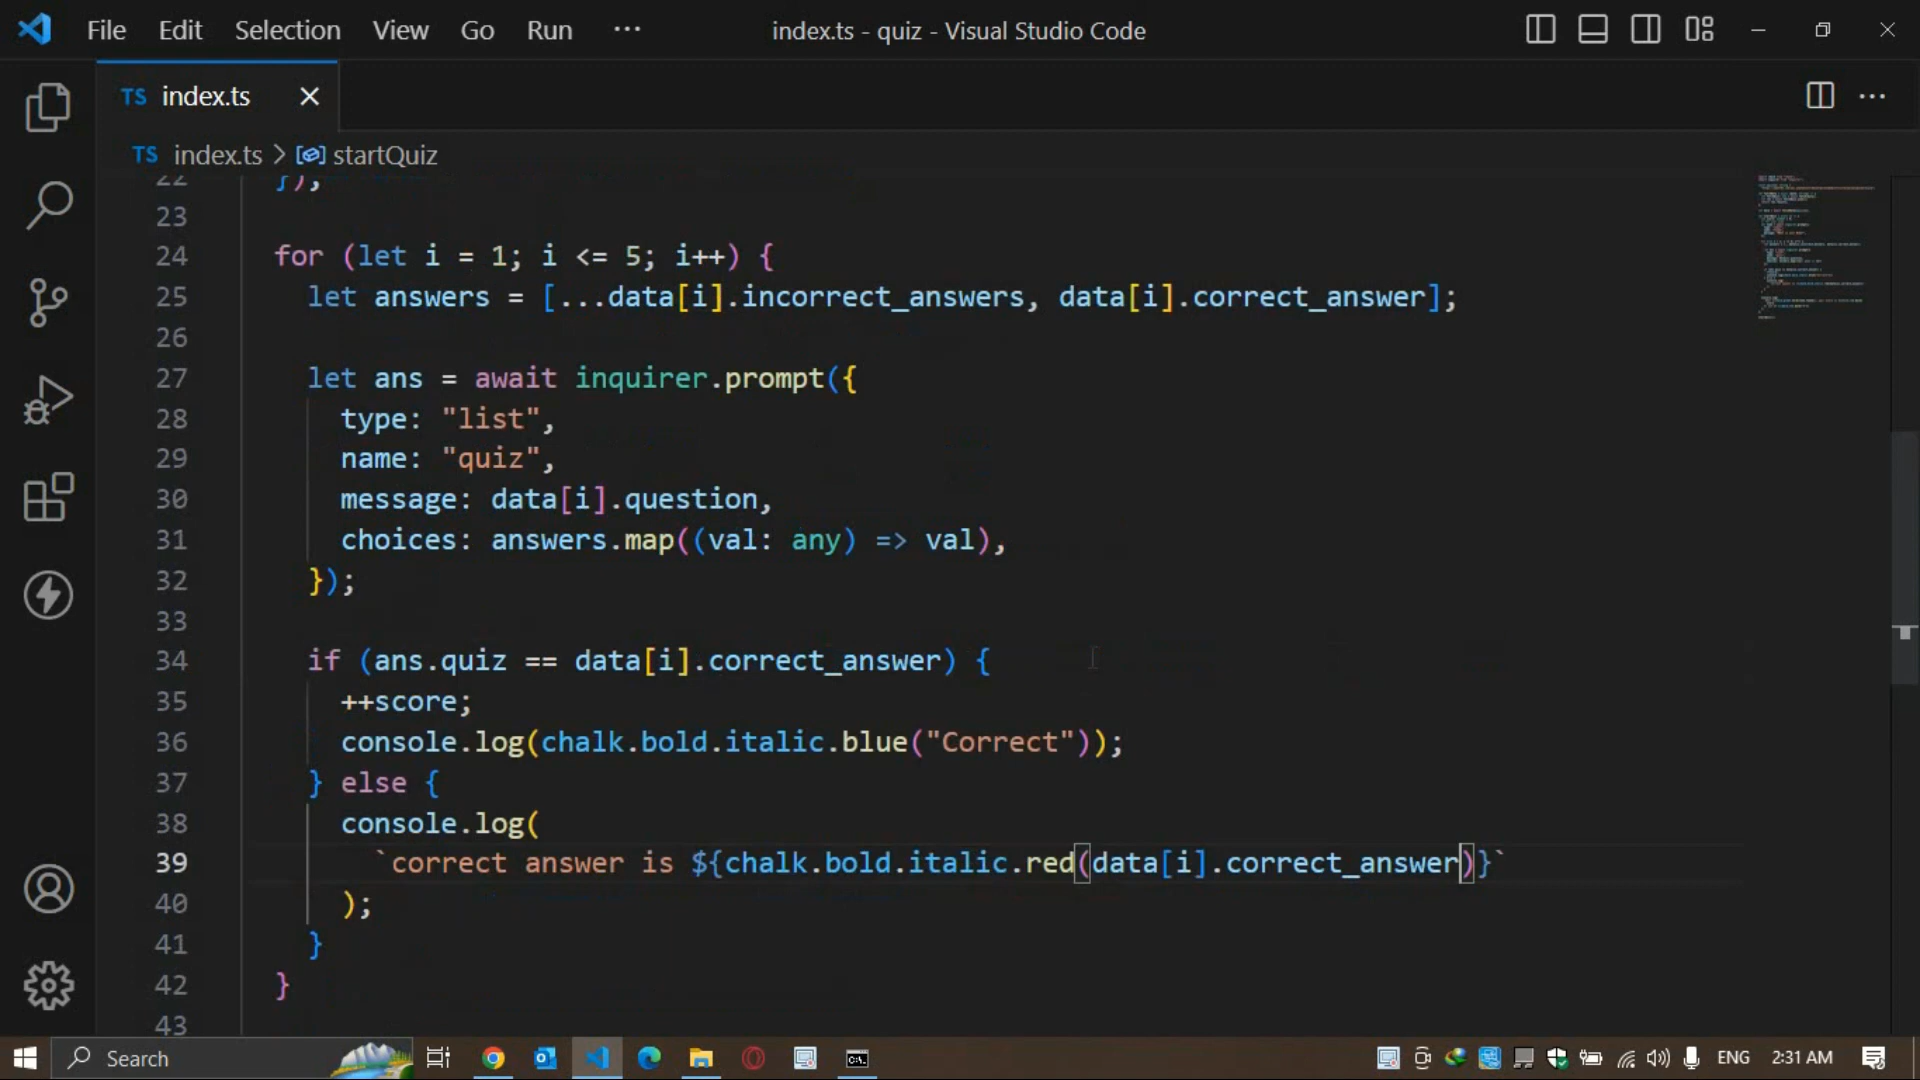 File Edit Selection View Go Run ··· index.ts - quiz - Visual Studio Code
TS index.ts
TS index.ts > startQuiz
22 });
23
24 for (let i = 1; i <= 5; i++) {
25 let answers = [...data[i].incorrect_answers, data[i].correct_answer];
26
27 let ans = await inquirer.prompt({
28 type: "list",
29 name: "quiz",
30 message: data[i].question,
31 choices: answers.map((val: any) => val),
32 });
33
34 if (ans.quiz == data[i].correct_answer) {
35 ++score;
36 console.log(chalk.bold.italic.blue("Correct"));
37 } else {
38 console.log(
39 `correct answer is ${chalk.bold.italic.red(data[i].correct_answer)}`
40 );
41 }
42 }
43
Search ENG 2:31 AM